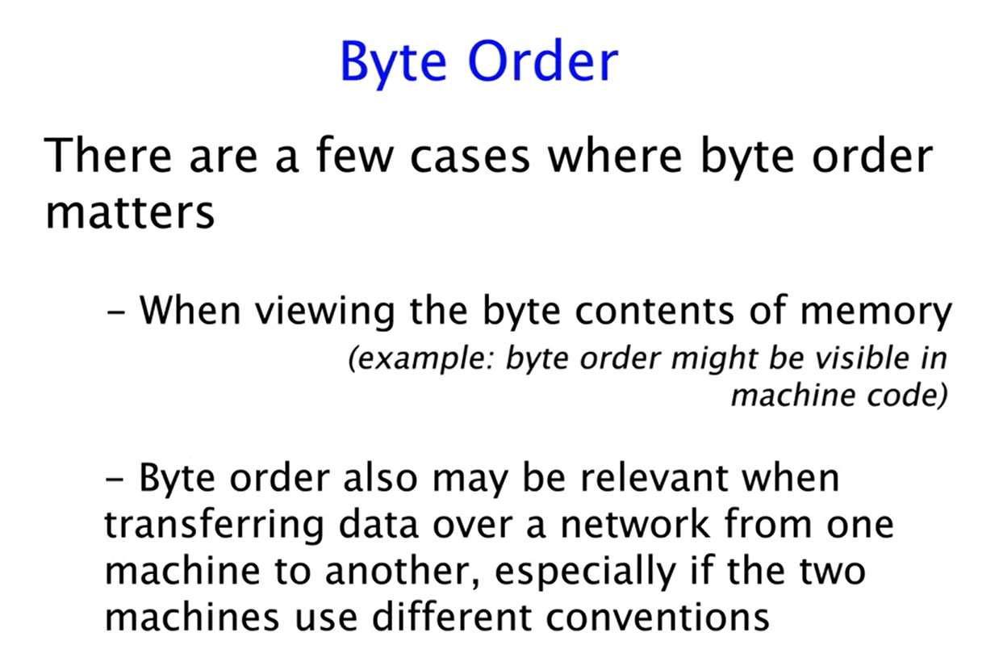 Byte Order
There are a few cases where byte order
matters
– When viewing the byte contents of memory
(example: byte order might be visible in
machine code)
– Byte order also may be relevant when
transferring data over a network from one
machine to another, especially if the two
machines use different conventions